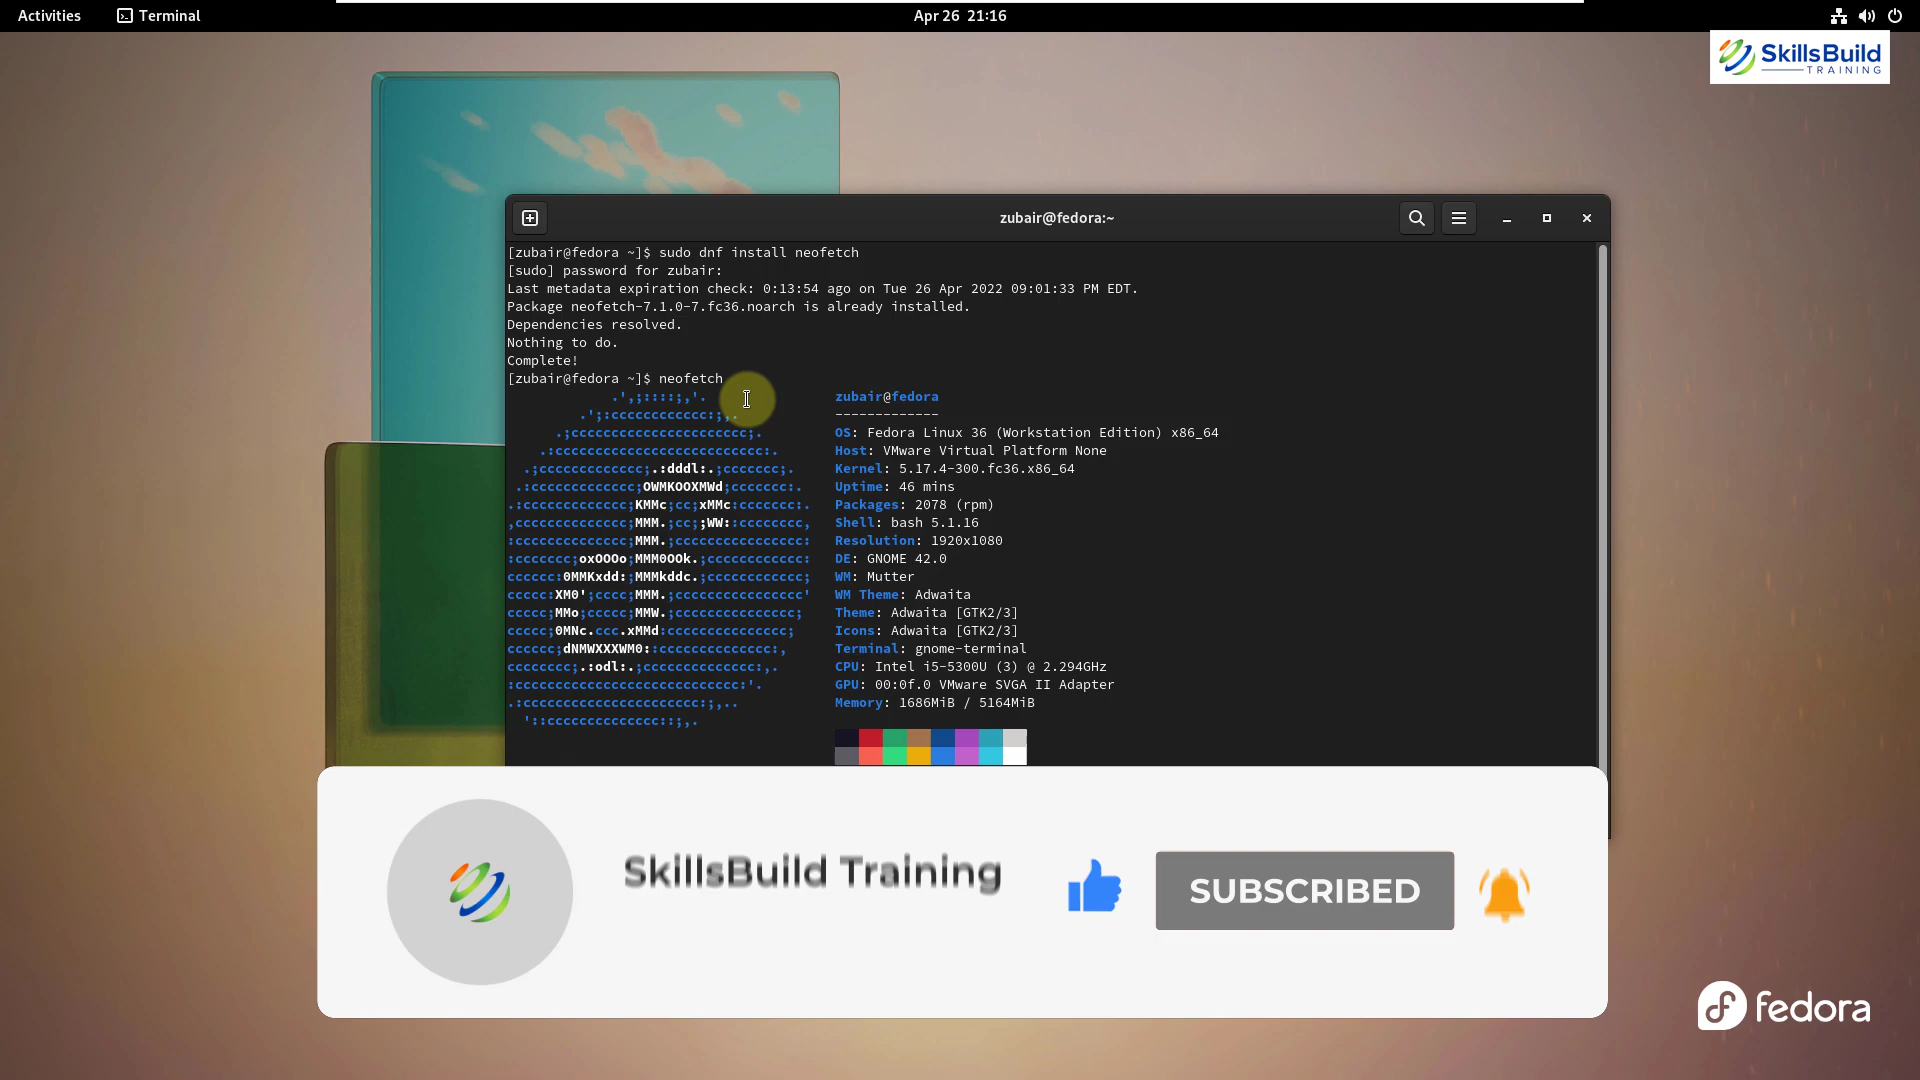 Activities Terminal Apr 26 21:16
SkillsBuild
TRAINING
zubair@fedora:~
[zubair@fedora ~]$ sudo dnf install neofetch
[sudo] password for zubair:
Last metadata expiration check: 0:13:54 ago on Tue 26 Apr 2022 09:01:33 PM EDT.
Package neofetch-7.1.0-7.fc36.noarch is already installed.
Dependencies resolved.
Nothing to do.
Complete!
[zubair@fedora ~]$ neofetch
zubair@fedora
-------------
OS: Fedora Linux 36 (Workstation Edition) x86_64
Host: VMware Virtual Platform None
Kernel: 5.17.4-300.fc36.x86_64
Uptime: 46 mins
Packages: 2078 (rpm)
Shell: bash 5.1.16
Resolution: 1920x1080
DE: GNOME 42.0
WM: Mutter
WM Theme: Adwaita
Theme: Adwaita [GTK2/3]
Icons: Adwaita [GTK2/3]
Terminal: gnome-terminal
CPU: Intel i5-5300U (3) @ 2.294GHz
GPU: 00:0f.0 VMware SVGA II Adapter
Memory: 1686MiB / 5164MiB
SkillsBuild Training
SUBSCRIBED
fedora